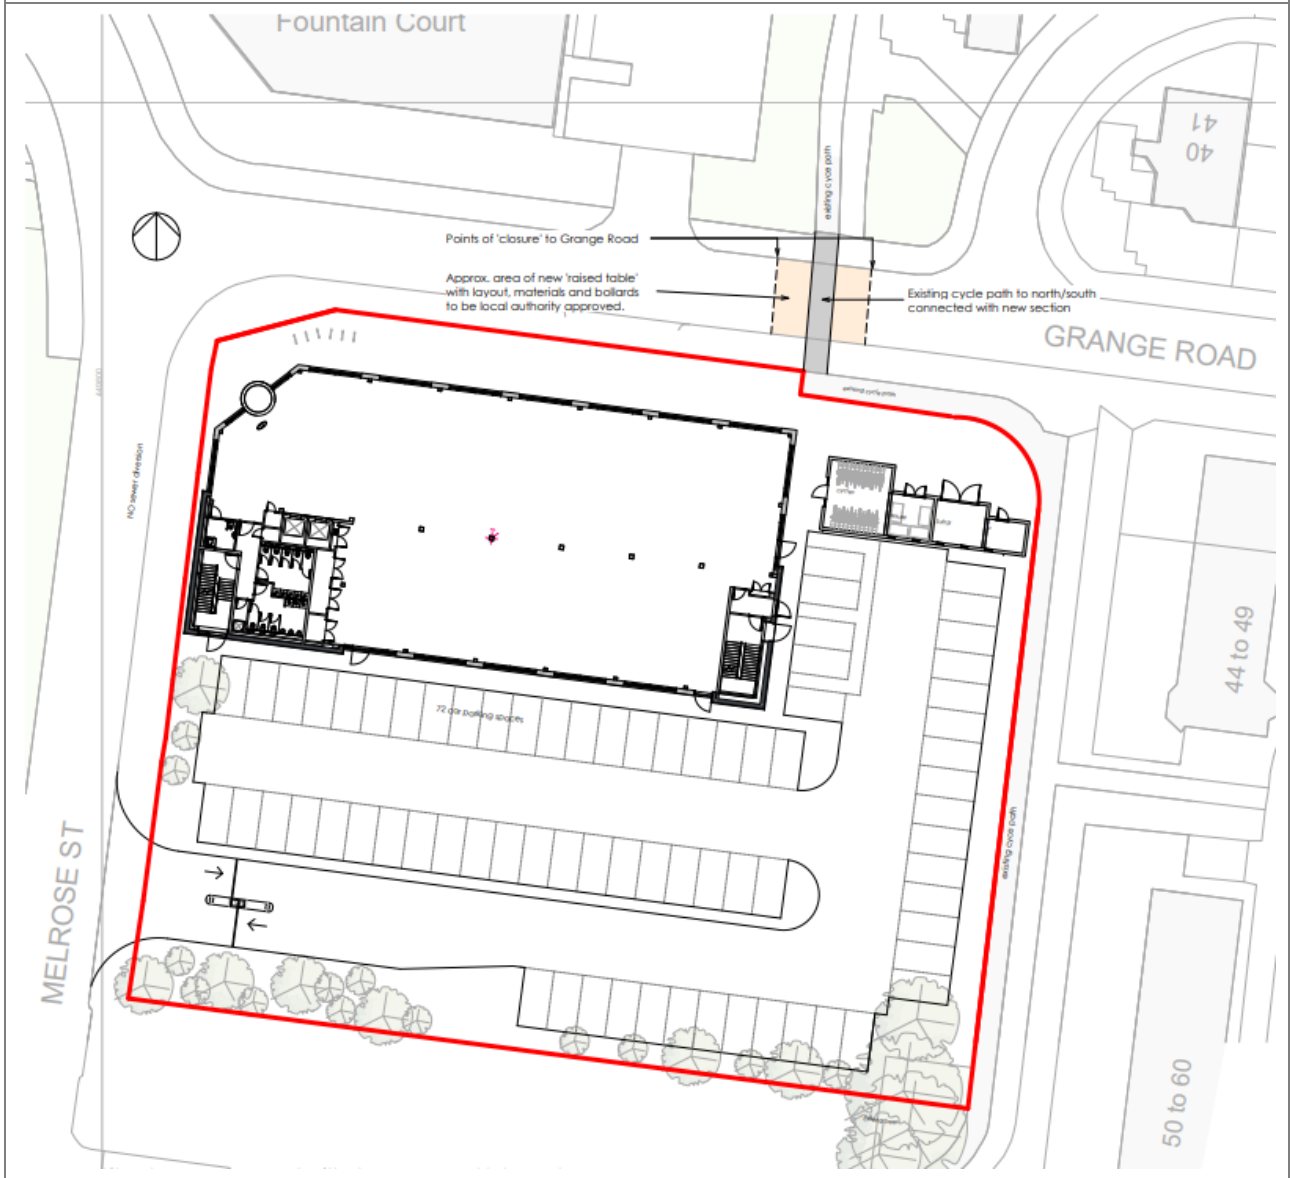 Fountain Court
41
40
existing cycle path
Points of 'closure' to Grange Road
Approx. area of new 'raised table'
with layout, materials and bollards
to be local authority approved.
Existing cycle path to north/south
connected with new section
GRANGE ROAD
existing cycle path
NO sewer diversion
44 to 49
72 car parking spaces
existing cycle path
MELROSE ST
50 to 60